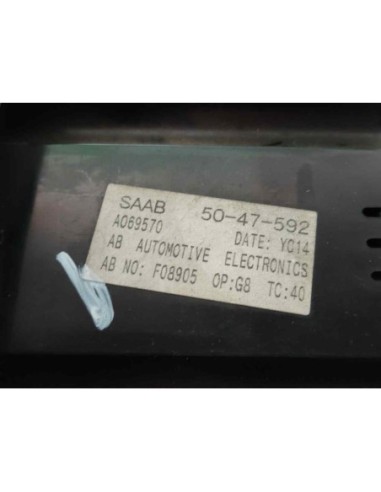 SAAB 50-47-592
A069570 DATE: YC14
AB AUTOMOTIVE ELECTRONICS
AB NO: F08905 OP:G8 TC:40